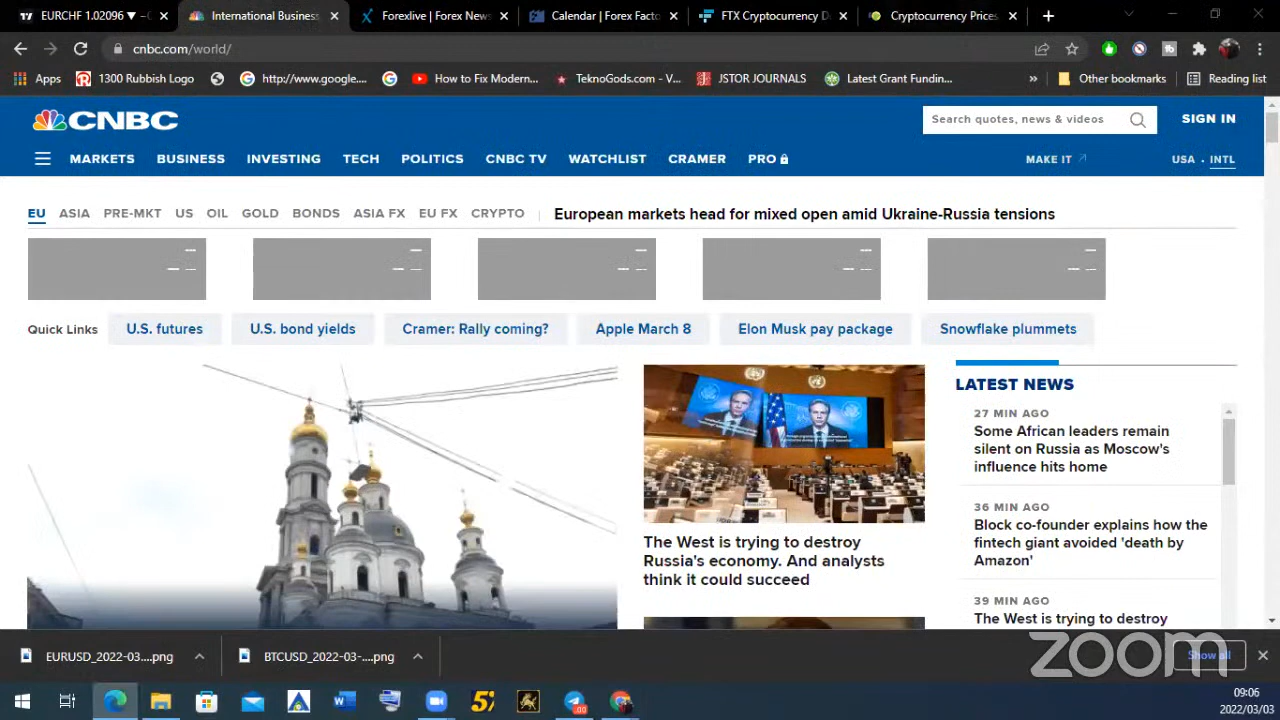 EURCHF 1.02096 ▼ −0
International Business
Forexlive | Forex News
Calendar | Forex Facto
FTX Cryptocurrency D
Cryptocurrency Prices
cnbc.com/world/
Apps
1300 Rubbish Logo
http://www.google....
How to Fix Modern...
TeknoGods.com - V...
JSTOR JOURNALS
Latest Grant Fundin...
»
Other bookmarks
Reading list
CNBC
Search quotes, news & videos
SIGN IN
MARKETS BUSINESS INVESTING TECH POLITICS CNBC TV WATCHLIST CRAMER PRO
MAKE IT
USA • INTL
EU ASIA PRE-MKT US OIL GOLD BONDS ASIA FX EU FX CRYPTO
European markets head for mixed open amid Ukraine-Russia tensions
Quick Links
U.S. futures
U.S. bond yields
Cramer: Rally coming?
Apple March 8
Elon Musk pay package
Snowflake plummets
The West is trying to destroy
Russia's economy. And analysts
think it could succeed
LATEST NEWS
27 MIN AGO
Some African leaders remain
silent on Russia as Moscow's
influence hits home
36 MIN AGO
Block co-founder explains how the
fintech giant avoided 'death by
Amazon'
39 MIN AGO
The West is trying to destroy
zoom
EURUSD_2022-03....png
BTCUSD_2022-03-....png
Show all
09:06
2022/03/03